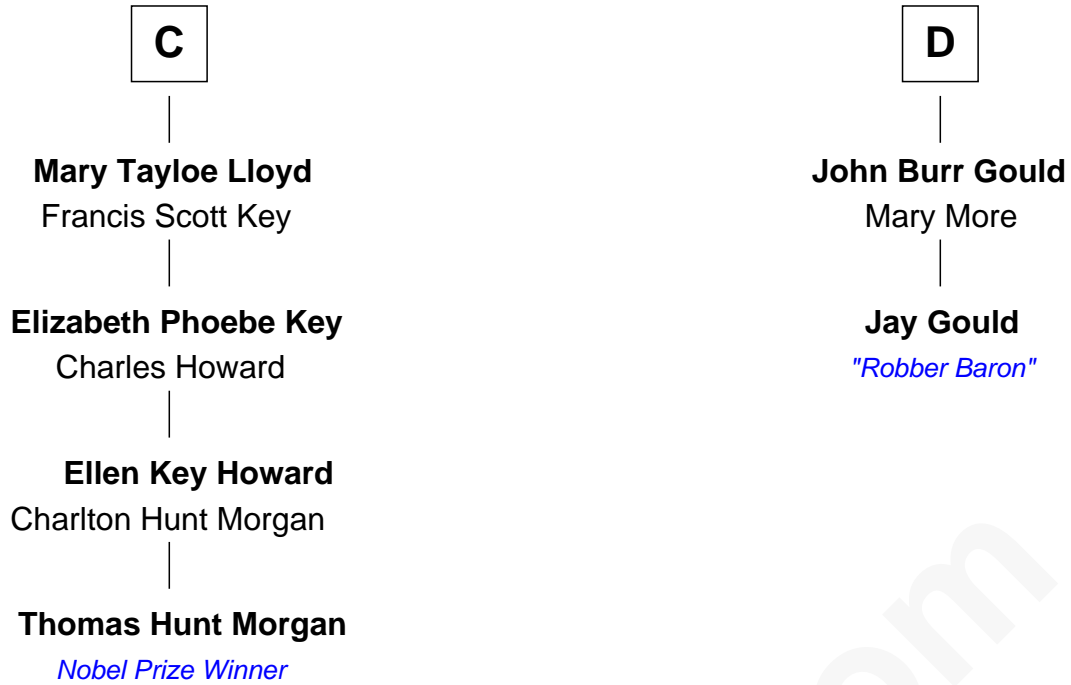 C
Mary Tayloe Lloyd
Francis Scott Key
Elizabeth Phoebe Key
Charles Howard
Ellen Key Howard
Charlton Hunt Morgan
Thomas Hunt Morgan
Nobel Prize Winner
D
John Burr Gould
Mary More
Jay Gould
"Robber Baron"
om